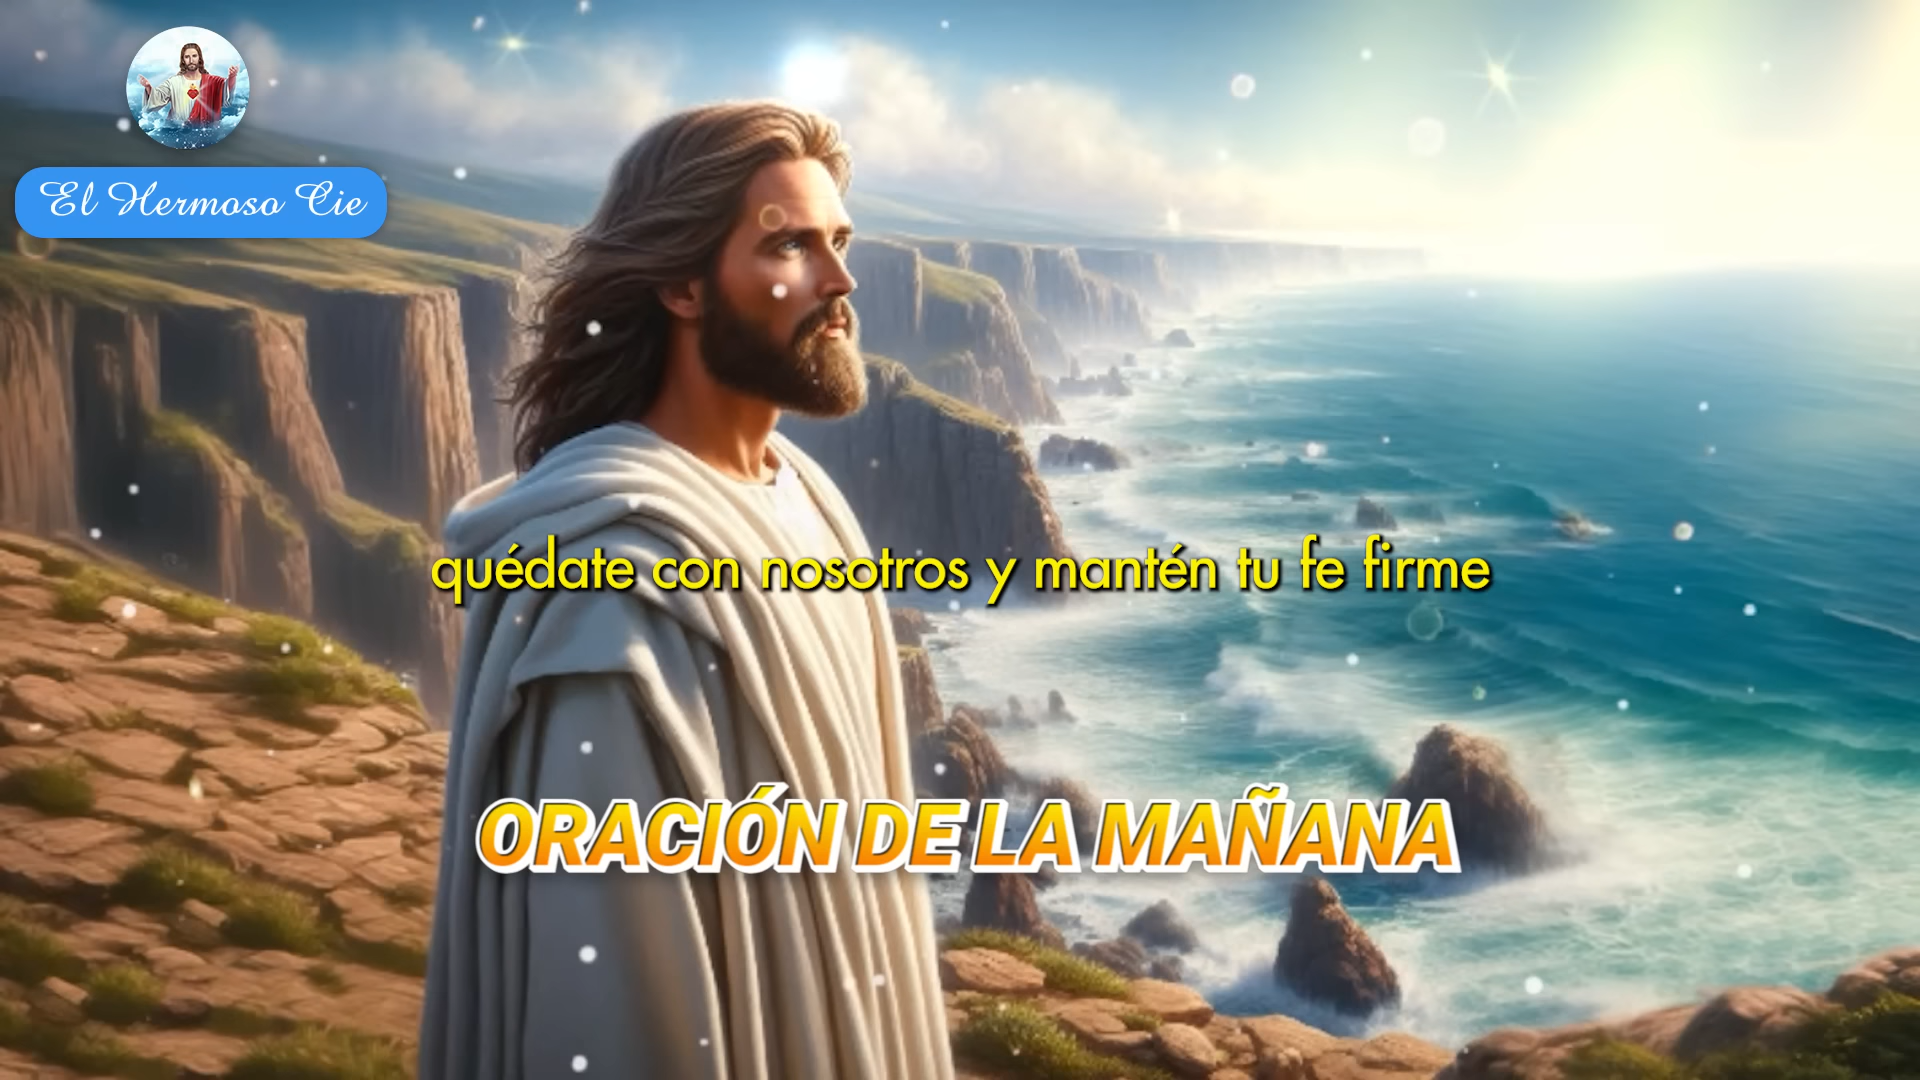 El Hermoso Cie
quédate con nosotros y mantén tu fe firme
ORACIÓN DE LA MAÑANA